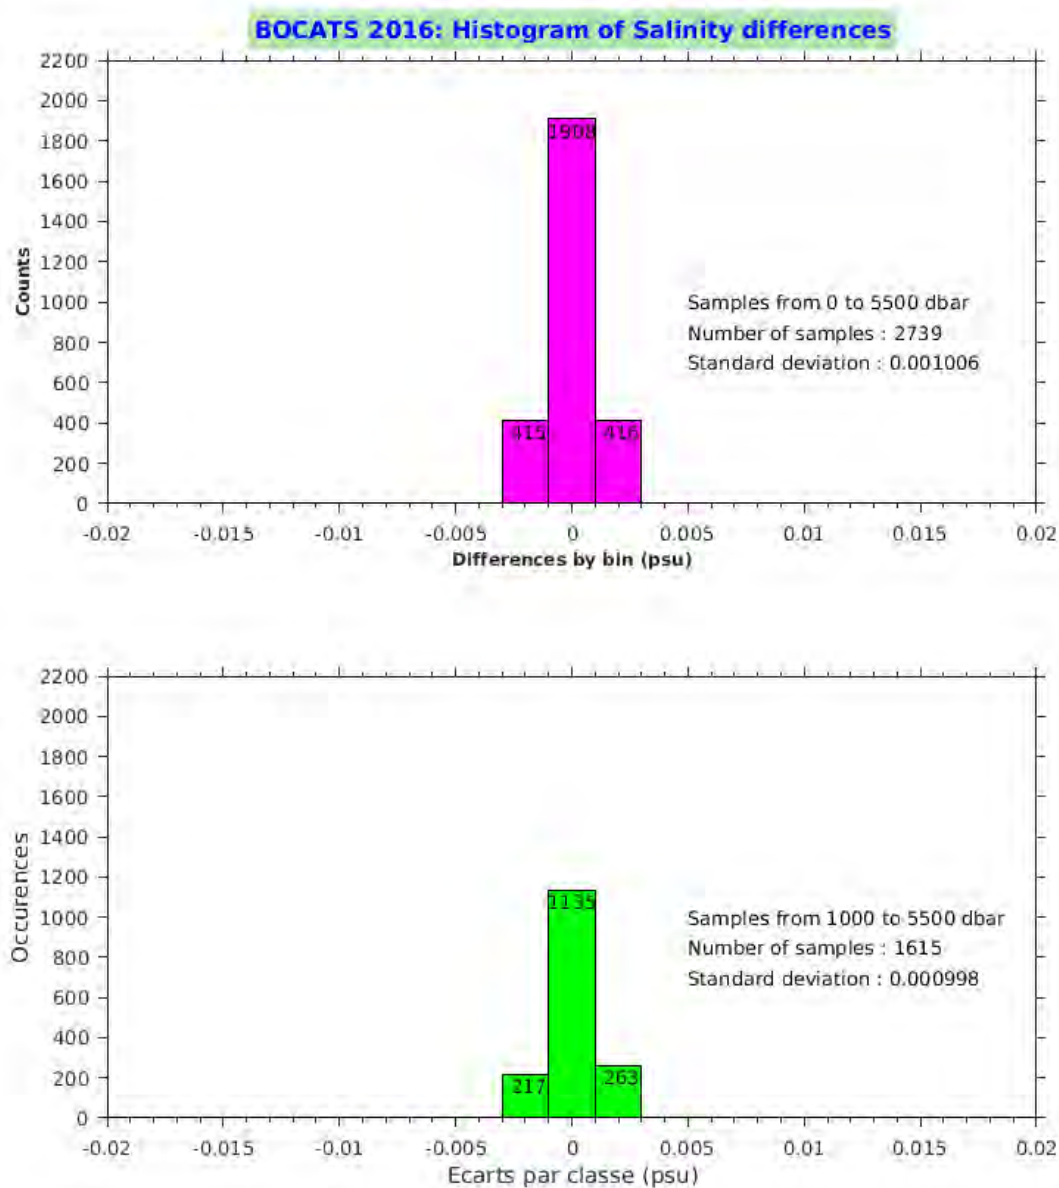 BOCATS 2016: Histogram of Salinity differences
2200
2000
1800
1600
1400
1200
1000
800
600
400
200
0
Counts
1908
415
416
Samples from 0 to 5500 dbar
Number of samples : 2739
Standard deviation : 0.001006
-0.02 -0.015 -0.01 -0.005 0 0.005 0.01 0.015 0.02
Differences by bin (psu)
2200
2000
1800
1600
1400
1200
1000
800
600
400
200
0
Occurences
1135
217
263
Samples from 1000 to 5500 dbar
Number of samples : 1615
Standard deviation : 0.000998
-0.02 -0.015 -0.01 -0.005 0 0.005 0.01 0.015 0.02
Ecarts par classe (psu)